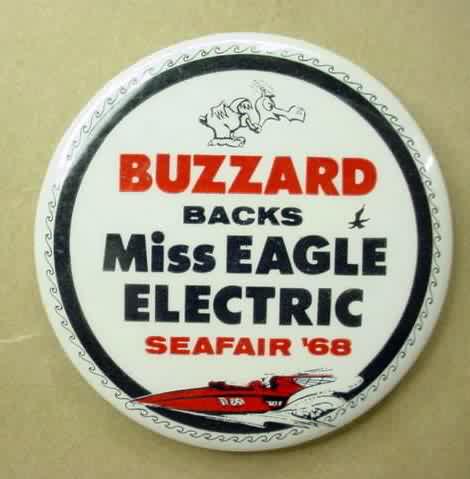 BUZZARD
BACKS
Miss EAGLE
ELECTRIC
SEAFAIR '68